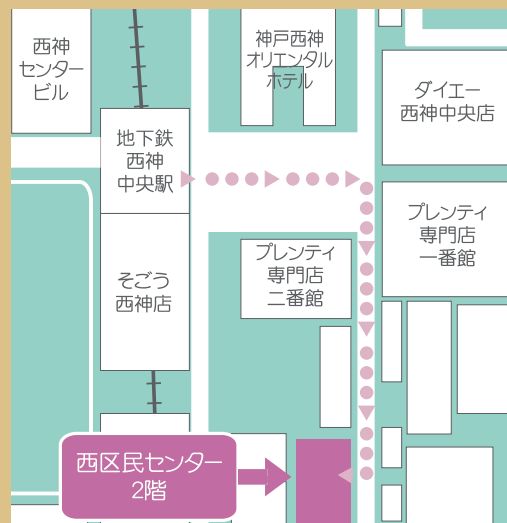 西神
センター
ビル
神戸西神
オリエンタル
ホテル
ダイエー
西神中央店
地下鉄
西神
中央駅
プレンティ
専門店
一番館
プレンティ
専門店
二番館
そごう
西神店
西区民センター
2階